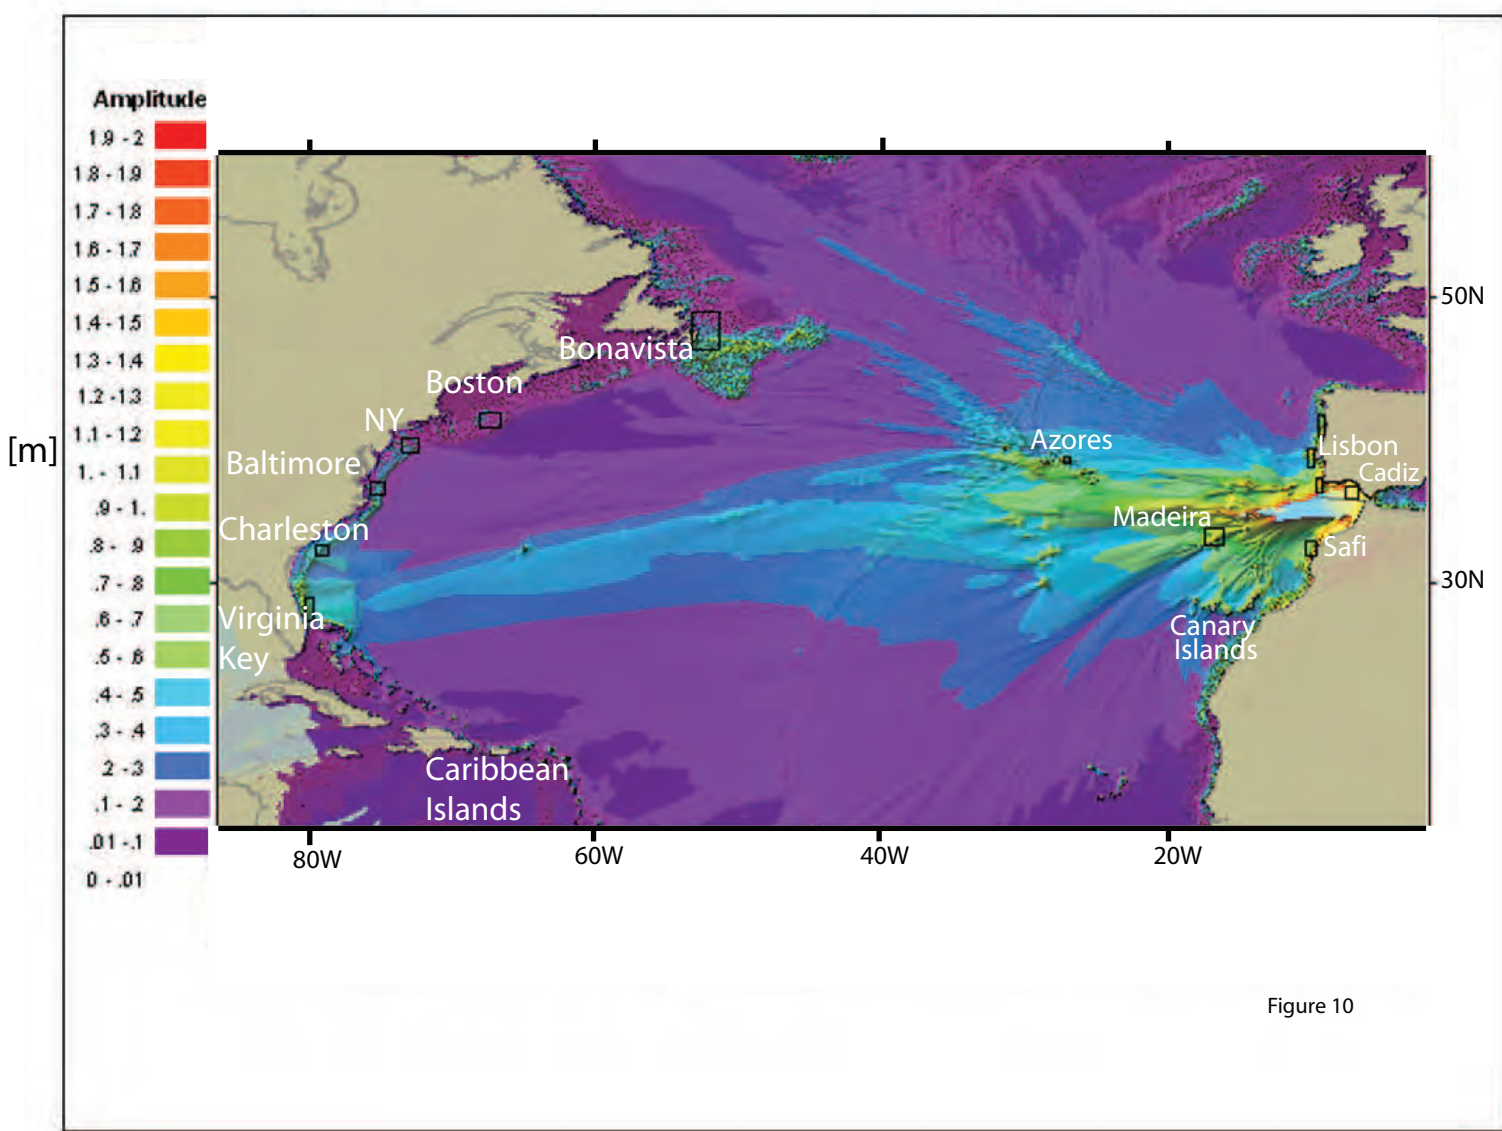 Amplitude
1.9 - 2
1.8 - 1.9
1.7 - 1.8
1.6 - 1.7
1.5 - 1.6
1.4 - 1.5
1.3 - 1.4
1.2 - 1.3
1.1 - 1.2
1. - 1.1
.9 - 1.
.8 - .9
.7 - .8
.6 - .7
.5 - .6
.4 - .5
.3 - .4
.2 - .3
.1 - .2
.01 - .1
0 - .01
[m]
50N
Bonavista
Boston
NY
Azores
Lisbon
Baltimore
Cadiz
Madeira
Charleston
Safi
30N
Virginia
Key
Canary
Islands
Caribbean
Islands
80W
60W
40W
20W
Figure 10